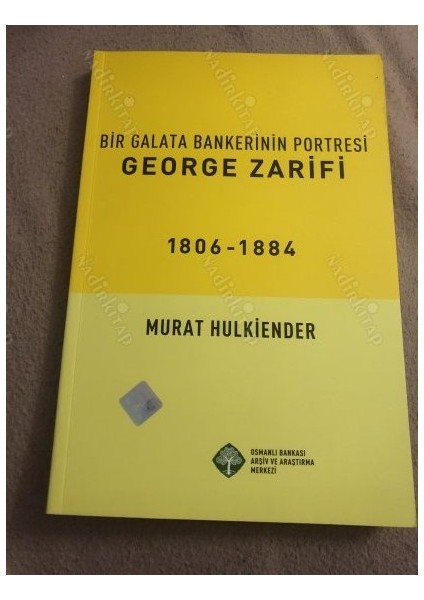 BİR GALATA BANKERİNİN PORTRESİ
GEORGE ZARİFİ
1806-1884
MURAT HULKİENDER
OSMANLI BANKASI
ARŞİV VE ARAŞTIRMA
MERKEZİ
nadirkitap